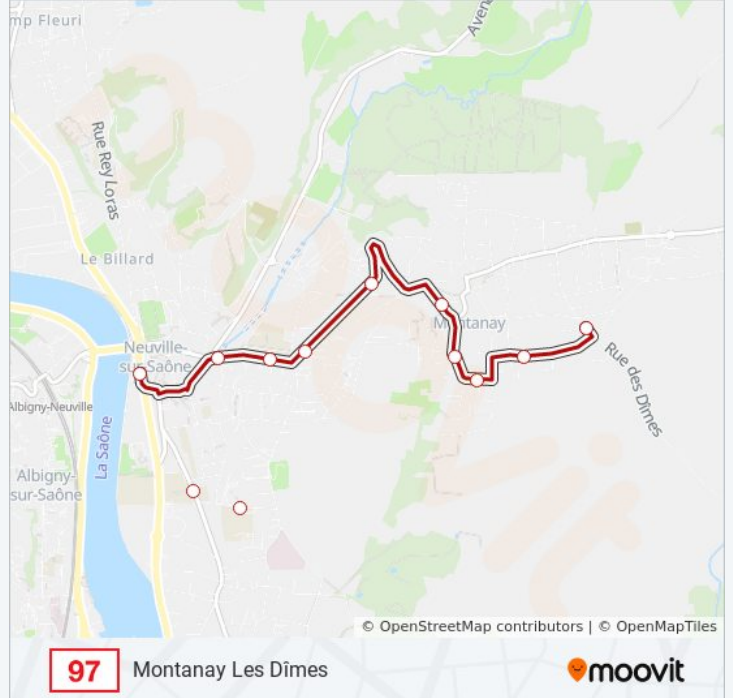 mp Fleuri
Aven
Rue Rey Loras
Le Billard
Montanay
Neuville-
sur-Saône
Rue des Dîmes
Albigny-Neuville
La Saône
Albigny-
sur-Saône
© OpenStreetMap contributors | © OpenMapTiles
97 Montanay Les Dîmes
moovit